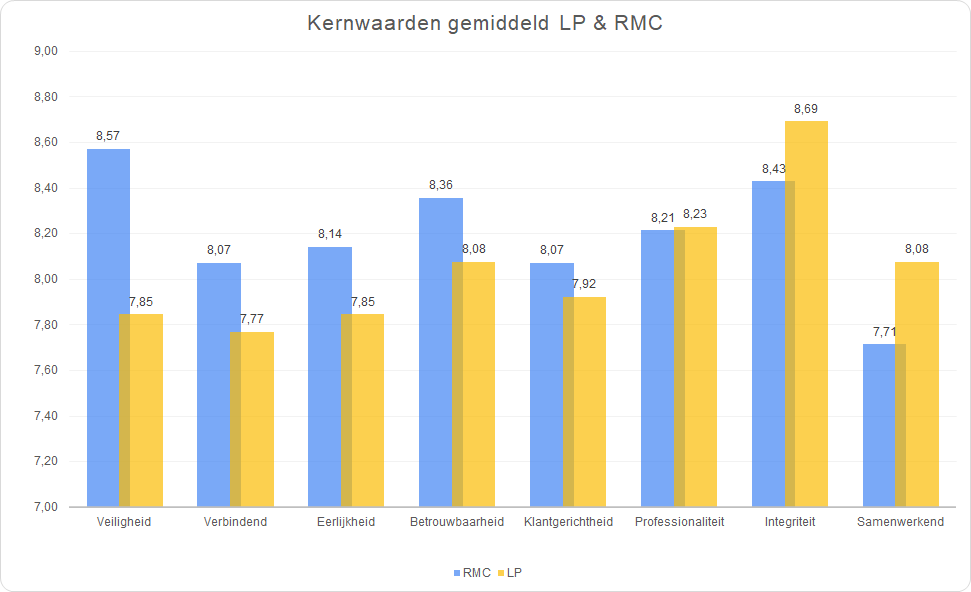 Kernwaarden gemiddeld LP & RMC
9,00
8,80
8,60
8,40
8,20
8,00
7,80
7,60
7,40
7,20
7,00
8,57
7,85
8,07
7,77
8,14
7,85
8,36
8,08
8,07
7,92
8,21
8,23
8,43
8,69
7,71
8,08
Veiligheid
Verbindend
Eerlijkheid
Betrouwbaarheid
Klantgerichtheid
Professionaliteit
Integriteit
Samenwerkend
RMC
LP